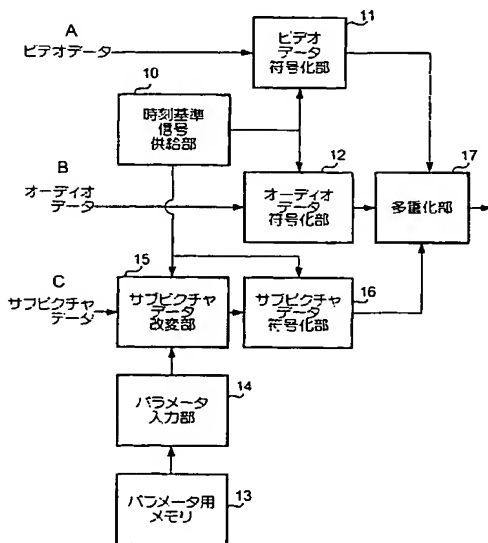 A
ビデオデータ
11
ビデオ
データ
符号化部
10
時刻基準
信号
供給部
B
オーディオ
データ
12
オーディオ
データ
符号化部
17
多重化部
C
サブピクチャ
データ
15
サブピクチャ
データ
改変部
16
サブピクチャ
データ
符号化部
14
パラメータ
入力部
13
パラメータ用
メモリ